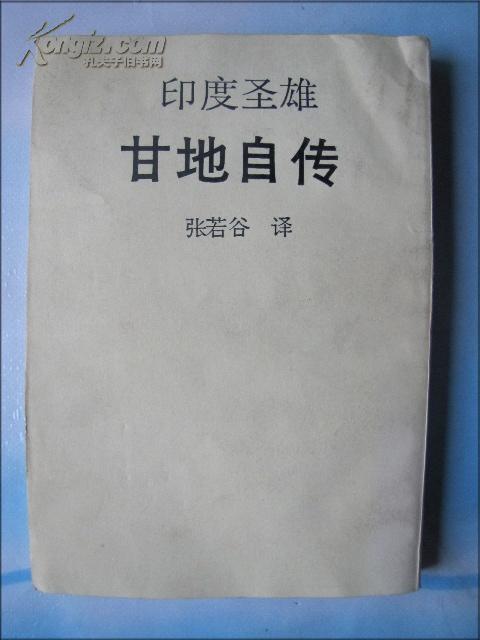 Kongfz.com
孔夫子旧书网
印度圣雄
甘地自传
张若谷 译